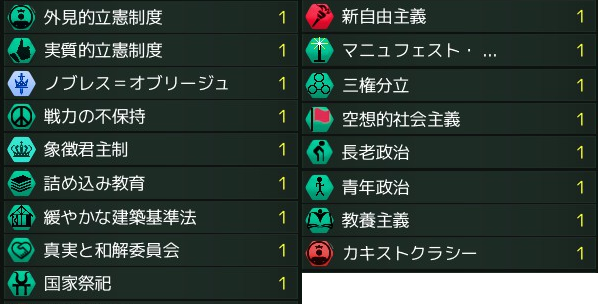 外見的立憲制度 1
実質的立憲制度 1
ノブレス＝オブリージュ 1
戦力の不保持 1
象徴君主制 1
詰め込み教育 1
緩やかな建築基準法 1
真実と和解委員会 1
国家祭祀 1
新自由主義 1
マニュフェスト・ ... 1
三権分立 1
空想的社会主義 1
長老政治 1
青年政治 1
教養主義 1
カキストクラシー 1